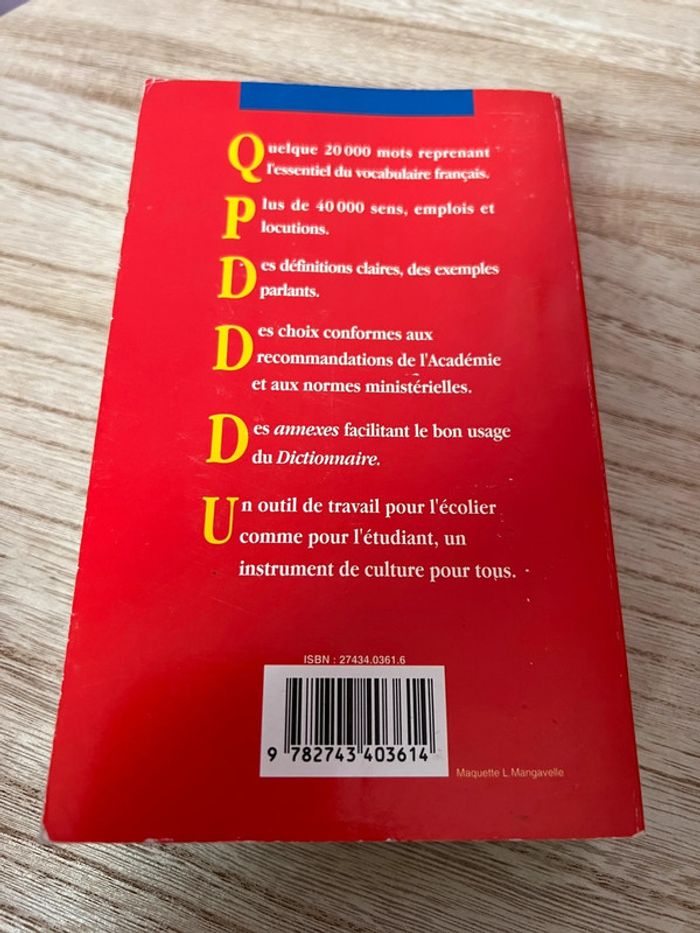 Quelque 20 000 mots reprenant
l'essentiel du vocabulaire français.
Plus de 40 000 sens, emplois et
locutions.
Des définitions claires, des exemples
parlants.
Des choix conformes aux
recommandations de l'Académie
et aux normes ministérielles.
Des annexes facilitant le bon usage
du Dictionnaire.
Un outil de travail pour l'écolier
comme pour l'étudiant, un
instrument de culture pour tous.
ISBN : 27434.0361.6
9 782743 403614
Maquette L. Mangavelle